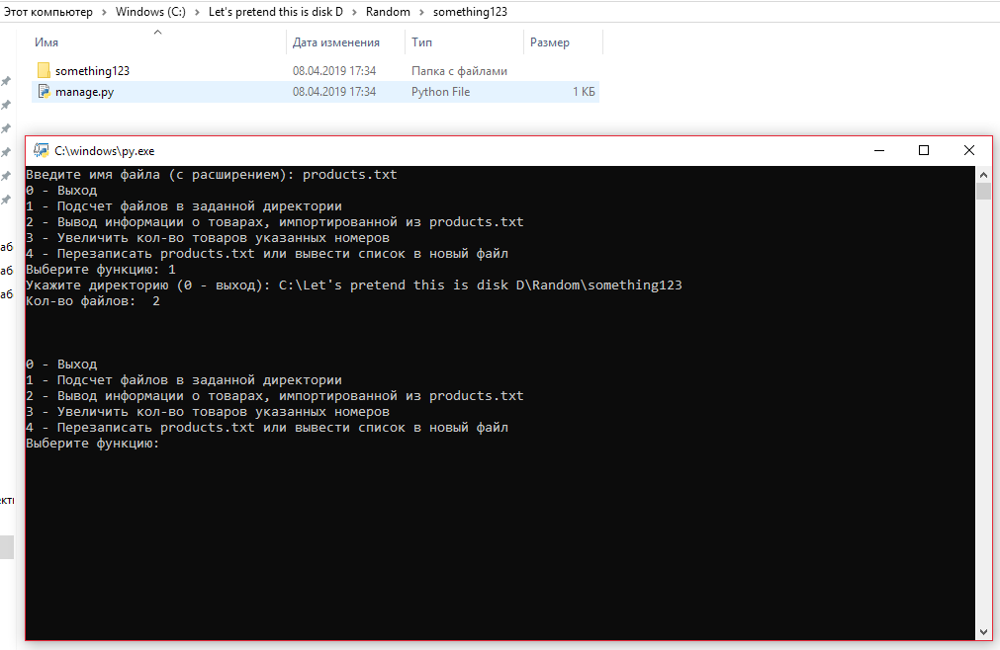 Этот компьютер > Windows (C:) > Let's pretend this is disk D > Random > something123
Имя Дата изменения Тип Размер
something123 08.04.2019 17:34 Папка с файлами
manage.py 08.04.2019 17:34 Python File 1 КБ
C:\windows\py.exe
Введите имя файла (с расширением): products.txt
0 - Выход
1 - Подсчет файлов в заданной директории
2 - Вывод информации о товарах, импортированной из products.txt
3 - Увеличить кол-во товаров указанных номеров
4 - Перезаписать products.txt или вывести список в новый файл
Выберите функцию: 1
Укажите директорию (0 - выход): C:\Let's pretend this is disk D\Random\something123
Кол-во файлов:  2
0 - Выход
1 - Подсчет файлов в заданной директории
2 - Вывод информации о товарах, импортированной из products.txt
3 - Увеличить кол-во товаров указанных номеров
4 - Перезаписать products.txt или вывести список в новый файл
Выберите функцию: